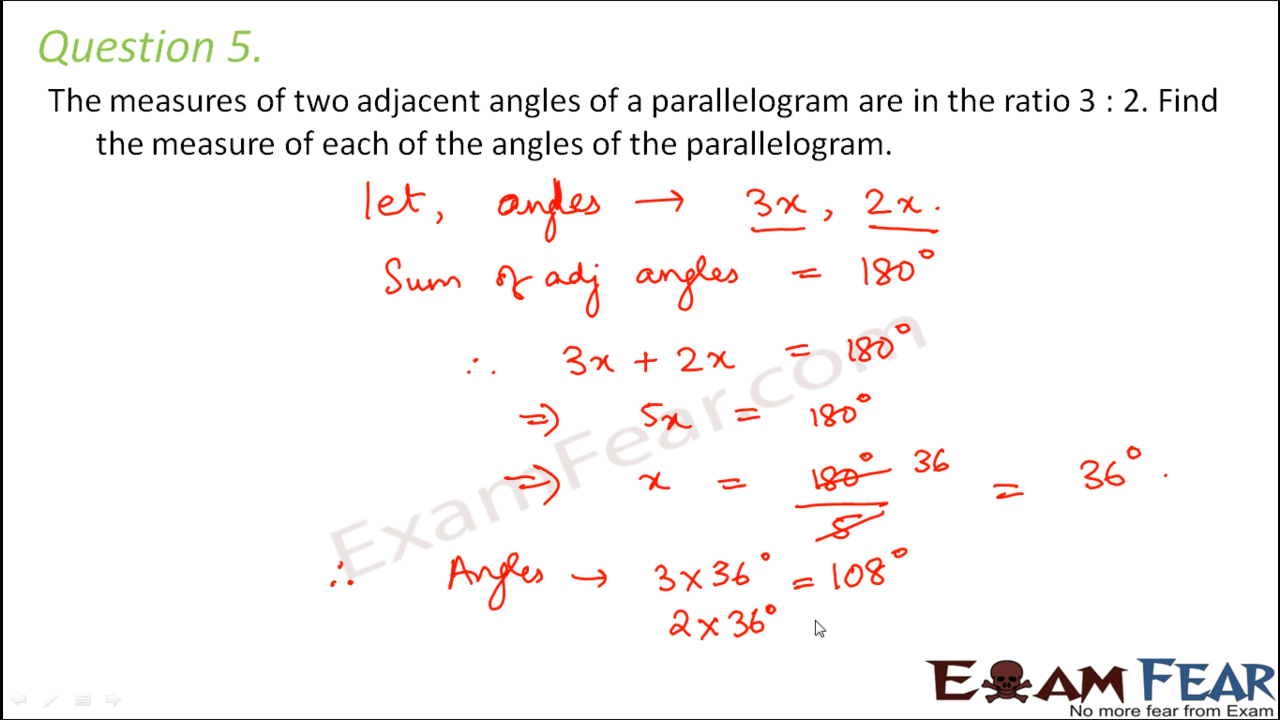 Question 5.
The measures of two adjacent angles of a parallelogram are in the ratio 3 : 2. Find
the measure of each of the angles of the parallelogram.
let, angles → 3x, 2x.
Sum of adj angles = 180°
∴ 3x + 2x = 180°
=) 5x = 180°
=) x = 180°/5 36 = 36°.
∴ Angles → 3 x 36° = 108°
2 x 36°
ExamFear.com
EXAM FEAR
No more fear from Exam